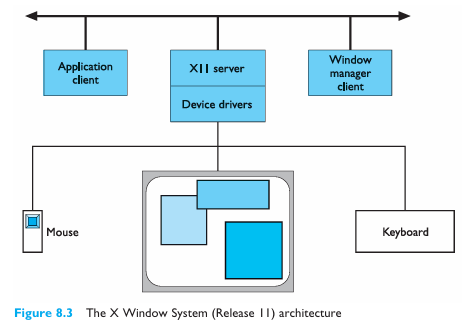 Application
client
X11 server
Device drivers
Window
manager
client
Mouse
Keyboard
Figure 8.3 The X Window System (Release 11) architecture